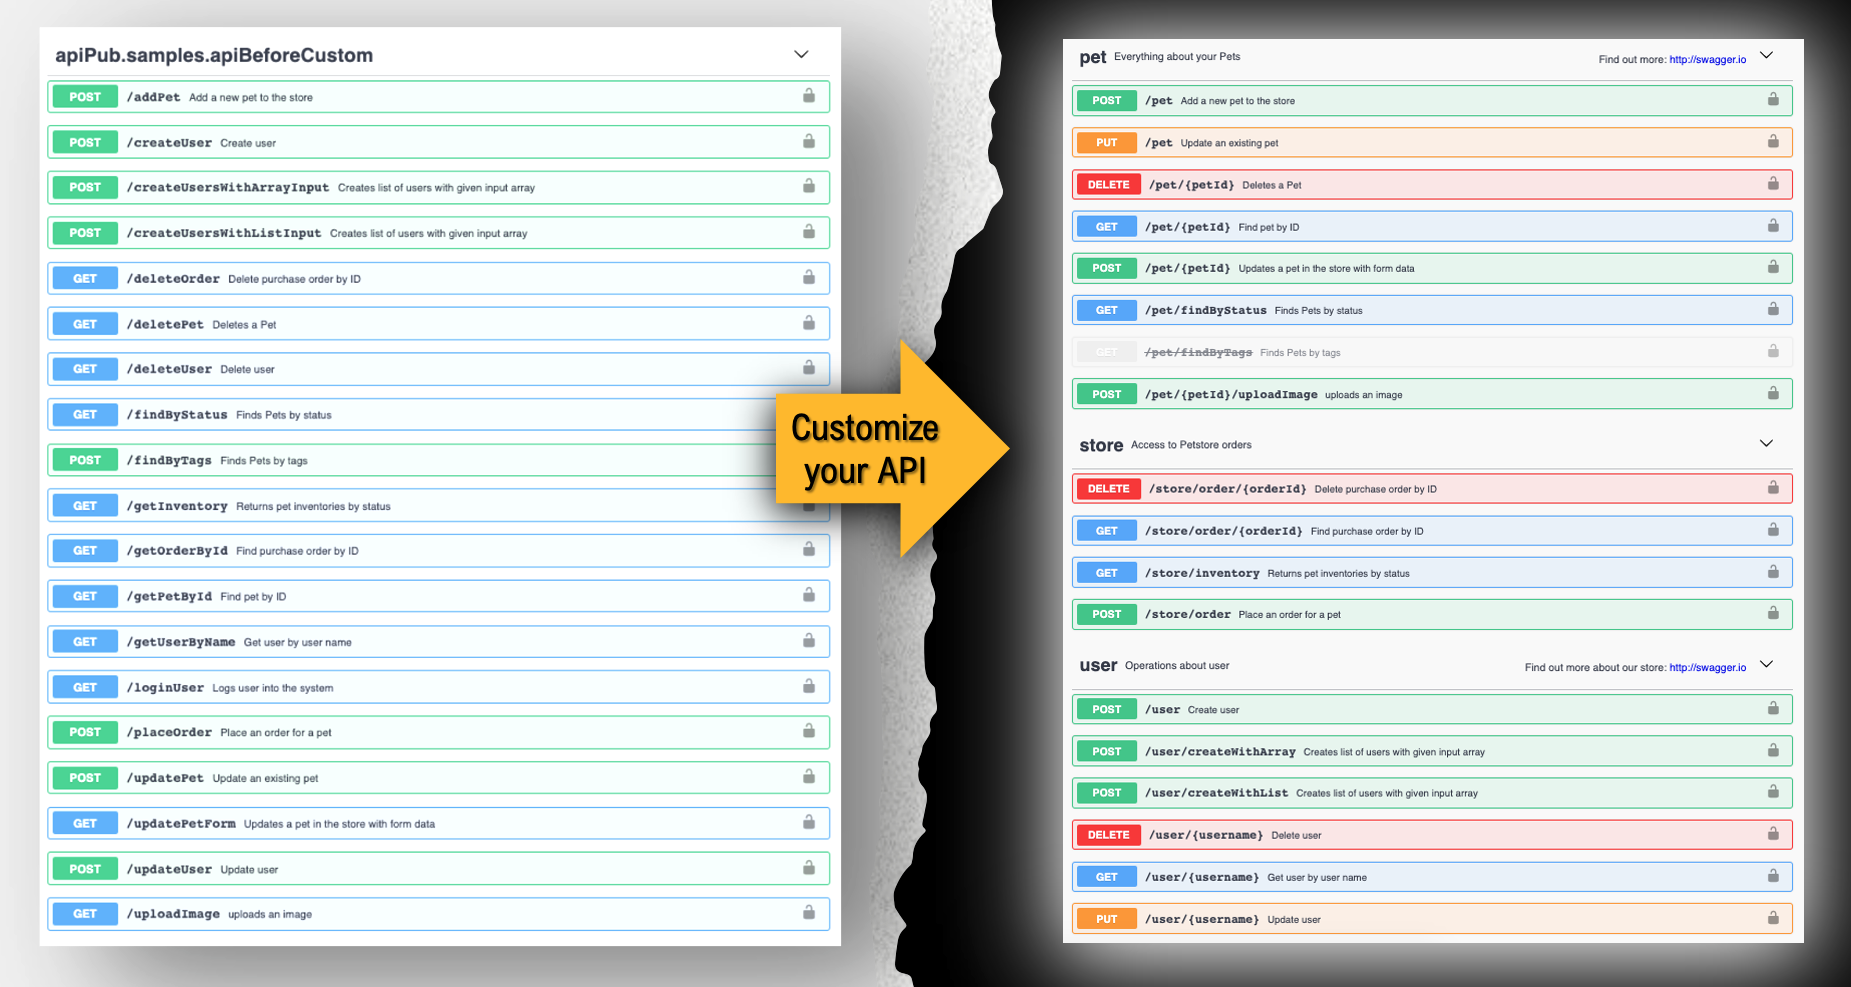 apiPub.samples.apiBeforeCustom
POST /addPet Add a new pet to the store
POST /createUser Create user
POST /createUsersWithArrayInput Creates list of users with given input array
POST /createUsersWithListInput Creates list of users with given input array
GET /deleteOrder Delete purchase order by ID
GET /deletePet Deletes a Pet
GET /deleteUser Delete user
GET /findByStatus Finds Pets by status
POST /findByTags Finds Pets by tags
GET /getInventory Returns pet inventories by status
GET /getOrderById Find purchase order by ID
GET /getPetById Find pet by ID
GET /getUserByName Get user by user name
GET /loginUser Logs user into the system
POST /placeOrder Place an order for a pet
POST /updatePet Update an existing pet
GET /updatePetForm Updates a pet in the store with form data
POST /updateUser Update user
GET /uploadImage uploads an image
Customize
your API
pet Everything about your Pets Find out more: http://swagger.io
POST /pet Add a new pet to the store
PUT /pet Update an existing pet
DELETE /pet/{petId} Deletes a Pet
GET /pet/{petId} Find pet by ID
POST /pet/{petId} Updates a pet in the store with form data
GET /pet/findByStatus Finds Pets by status
GET /pet/findByTags Finds Pets by tags
POST /pet/{petId}/uploadImage uploads an image
store Access to Petstore orders
DELETE /store/order/{orderId} Delete purchase order by ID
GET /store/order/{orderId} Find purchase order by ID
GET /store/inventory Returns pet inventories by status
POST /store/order Place an order for a pet
user Operations about user Find out more about our store: http://swagger.io
POST /user Create user
POST /user/createWithArray Creates list of users with given input array
POST /user/createWithList Creates list of users with given input array
DELETE /user/{username} Delete user
GET /user/{username} Get user by user name
PUT /user/{username} Update user